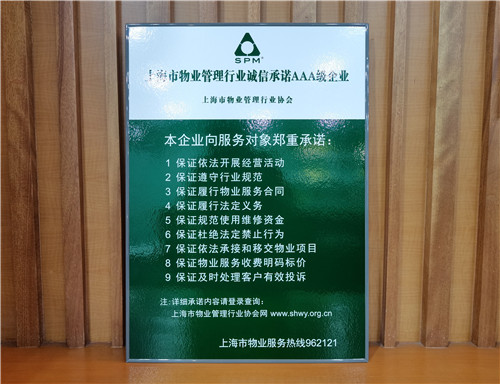 SPM
上海市物业管理行业诚信承诺AAA级企业
上海市物业管理行业协会
本企业向服务对象郑重承诺：
1 保证依法开展经营活动
2 保证遵守行业规范
3 保证履行物业服务合同
4 保证履行法定义务
5 保证规范使用维修资金
6 保证杜绝法定禁止行为
7 保证依法承接和移交物业项目
8 保证物业服务收费明码标价
9 保证及时处理客户有效投诉
注:详细承诺内容请登录查询：
上海市物业管理行业协会网 www.shwy.org.cn
上海市物业服务热线962121